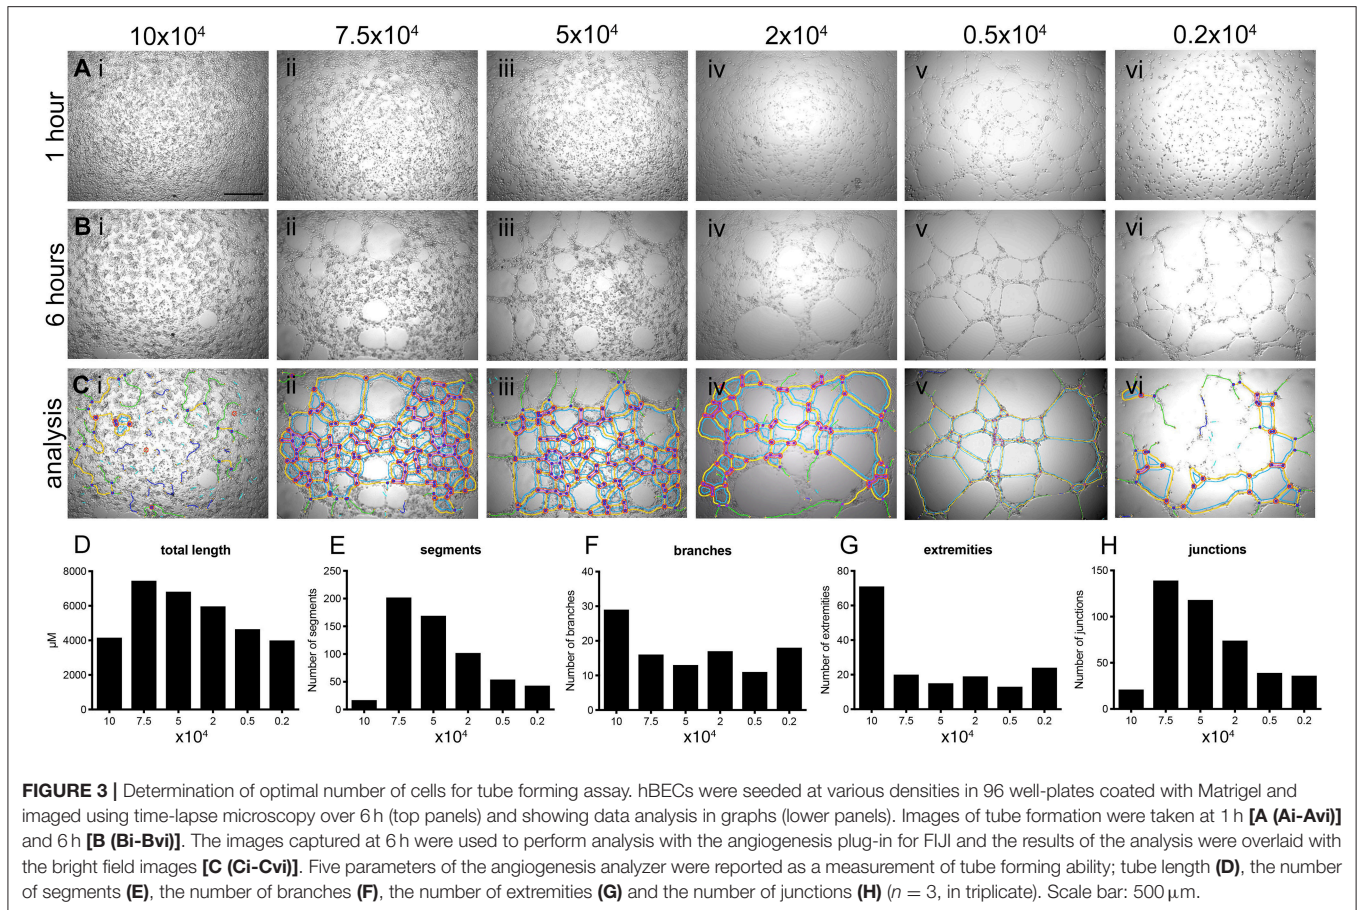 10x10⁴ 7.5x10⁴ 5x10⁴ 2x10⁴ 0.5x10⁴ 0.2x10⁴
1 hour
A i ii iii iv v vi
6 hours
B i ii iii iv v vi
analysis
C i ii iii iv v vi
D total length
µM
8000
6000
4000
2000
0
10 7.5 5 2 0.5 0.2
x10⁴
E segments
Number of segments
250
200
150
100
50
0
10 7.5 5 2 0.5 0.2
x10⁴
F branches
Number of branches
40
30
20
10
0
10 7.5 5 2 0.5 0.2
x10⁴
G extremities
Number of extremities
80
60
40
20
0
10 7.5 5 2 0.5 0.2
x10⁴
H junctions
Number of junctions
150
100
50
0
10 7.5 5 2 0.5 0.2
x10⁴
FIGURE 3 | Determination of optimal number of cells for tube forming assay. hBECs were seeded at various densities in 96 well-plates coated with Matrigel and
imaged using time-lapse microscopy over 6 h (top panels) and showing data analysis in graphs (lower panels). Images of tube formation were taken at 1 h [A (Ai-Avi)]
and 6 h [B (Bi-Bvi)]. The images captured at 6 h were used to perform analysis with the angiogenesis plug-in for FIJI and the results of the analysis were overlaid with
the bright field images [C (Ci-Cvi)]. Five parameters of the angiogenesis analyzer were reported as a measurement of tube forming ability; tube length (D), the number
of segments (E), the number of branches (F), the number of extremities (G) and the number of junctions (H) (n = 3, in triplicate). Scale bar: 500 µm.